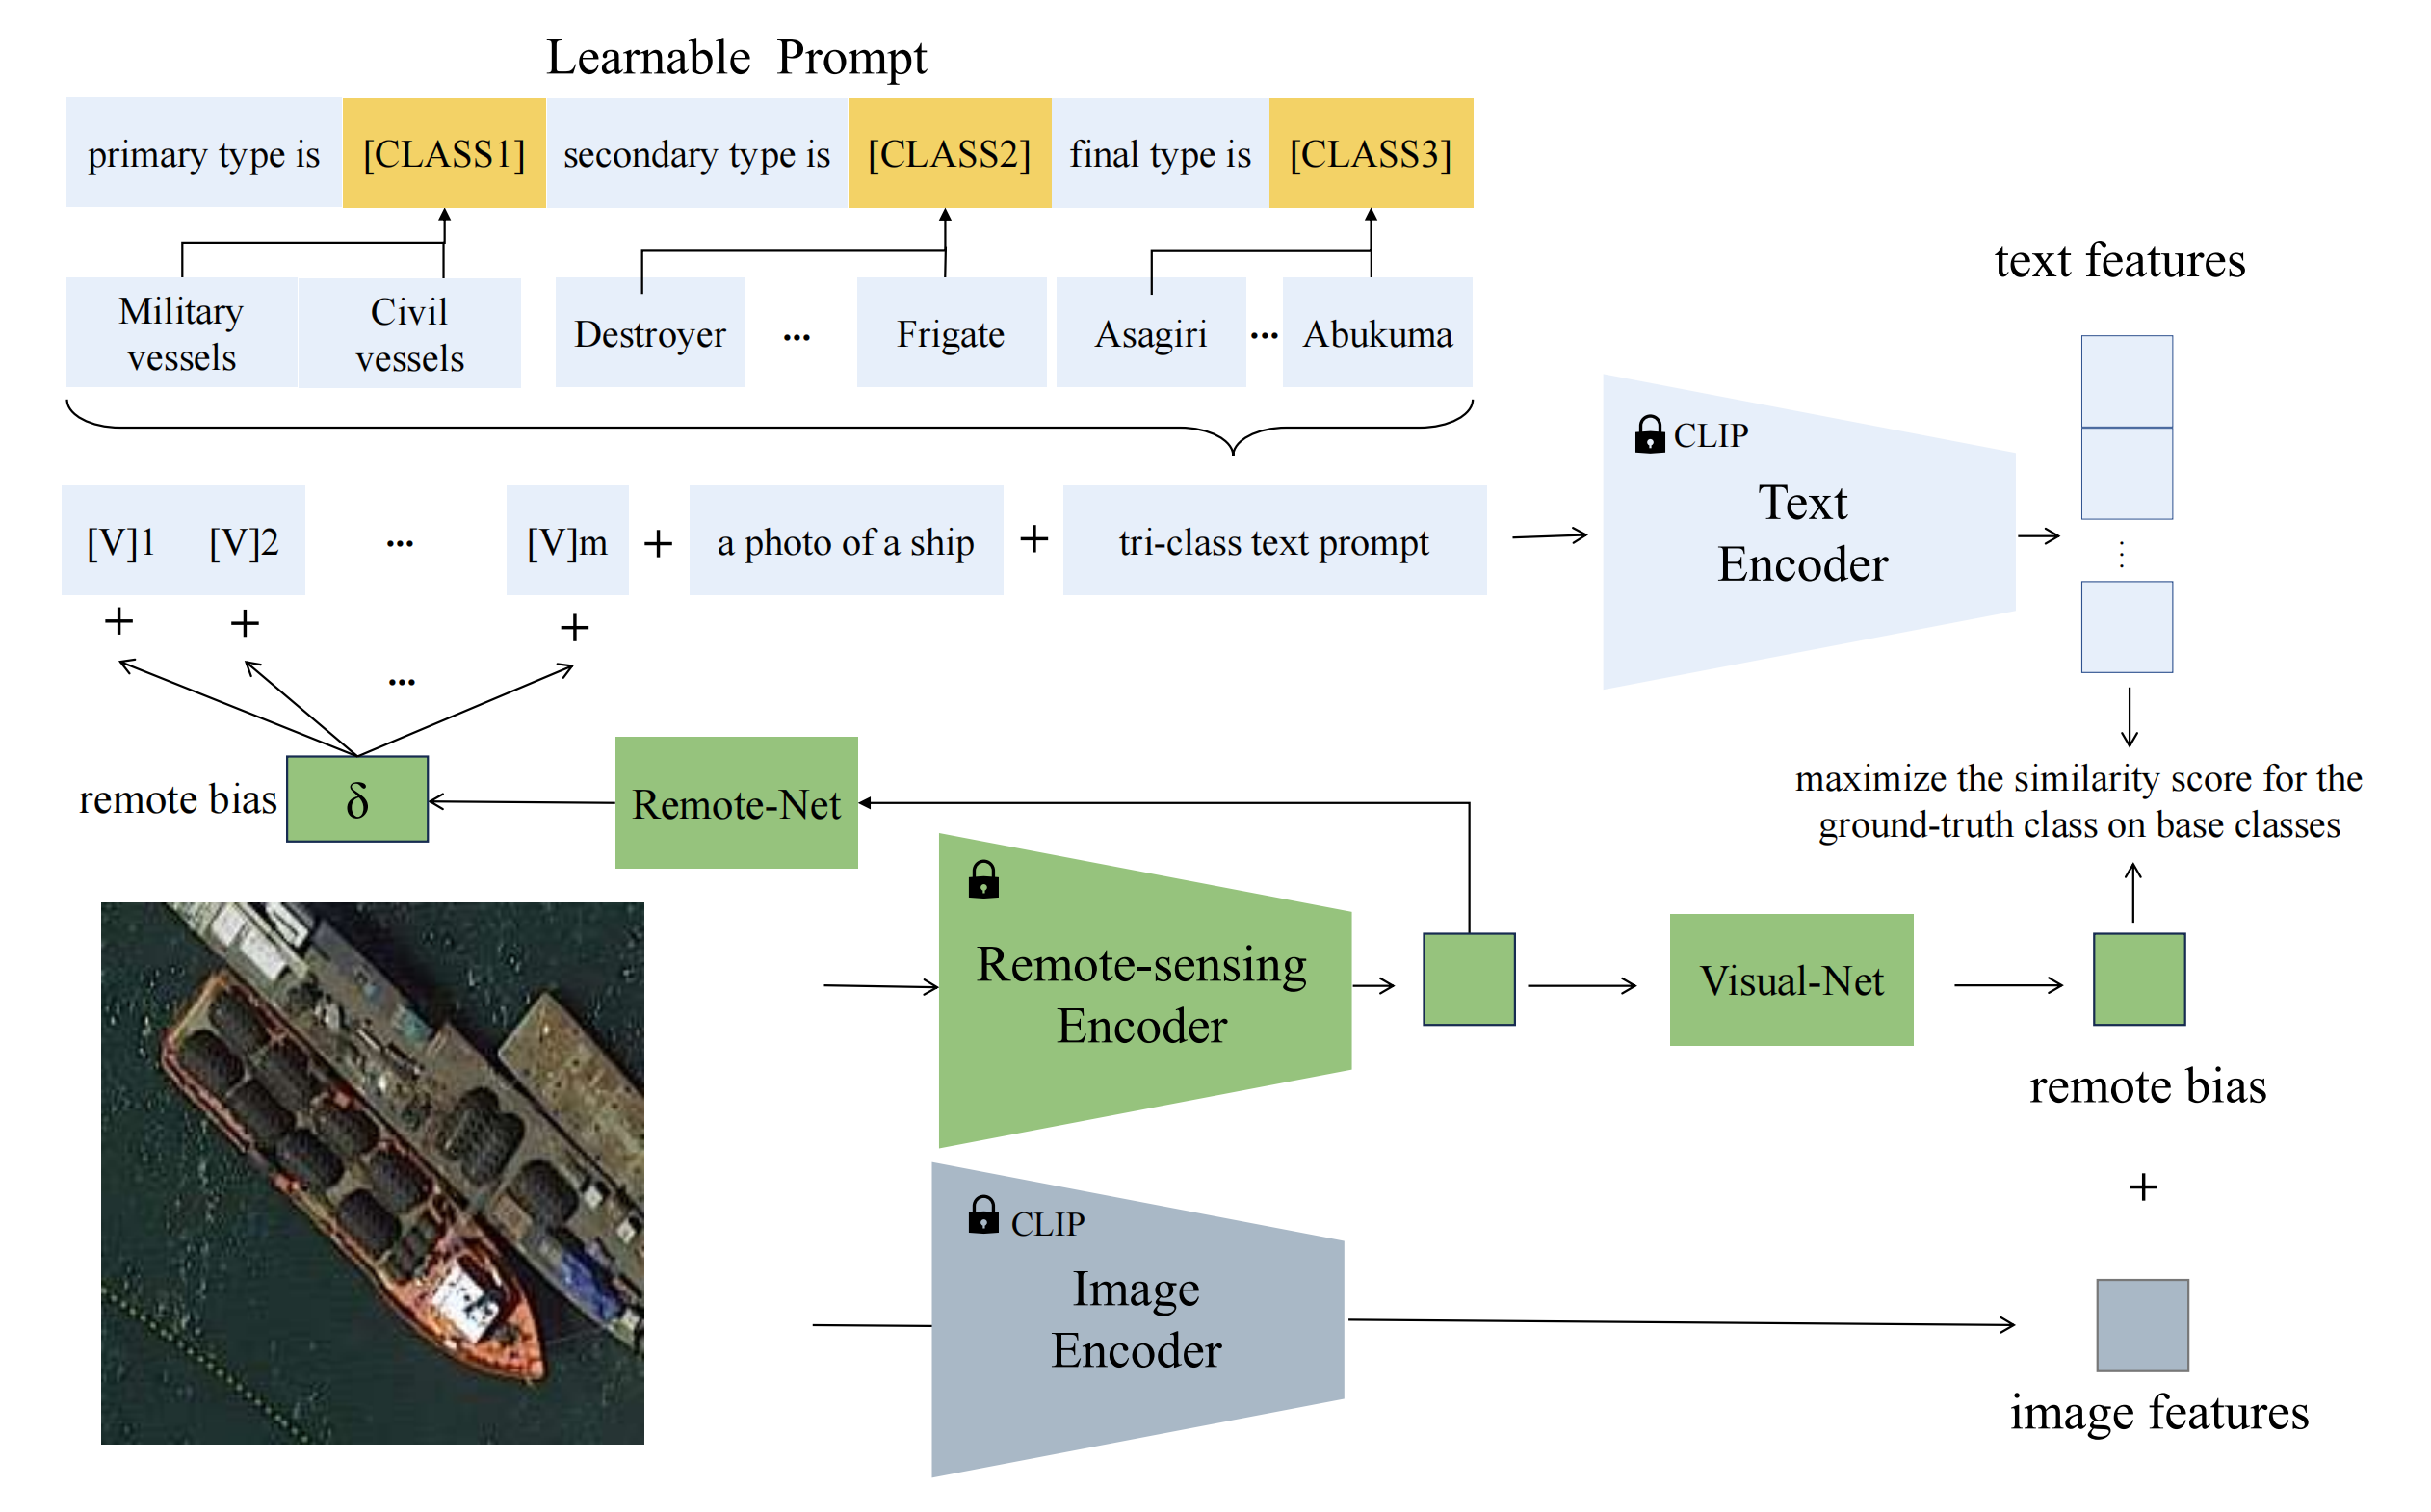 Learnable Prompt
primary type is [CLASS1] secondary type is [CLASS2] final type is [CLASS3]
Military vessels
Civil vessels
Destroyer ... Frigate
Asagiri ... Abukuma
[V]1 [V]2 ... [V]m + a photo of a ship + tri-class text prompt
+ + +
...
CLIP
Text
Encoder
text features
⋮
maximize the similarity score for the
ground-truth class on base classes
remote bias δ
Remote-Net
Remote-sensing
Encoder
Visual-Net
remote bias
+
CLIP
Image
Encoder
image features